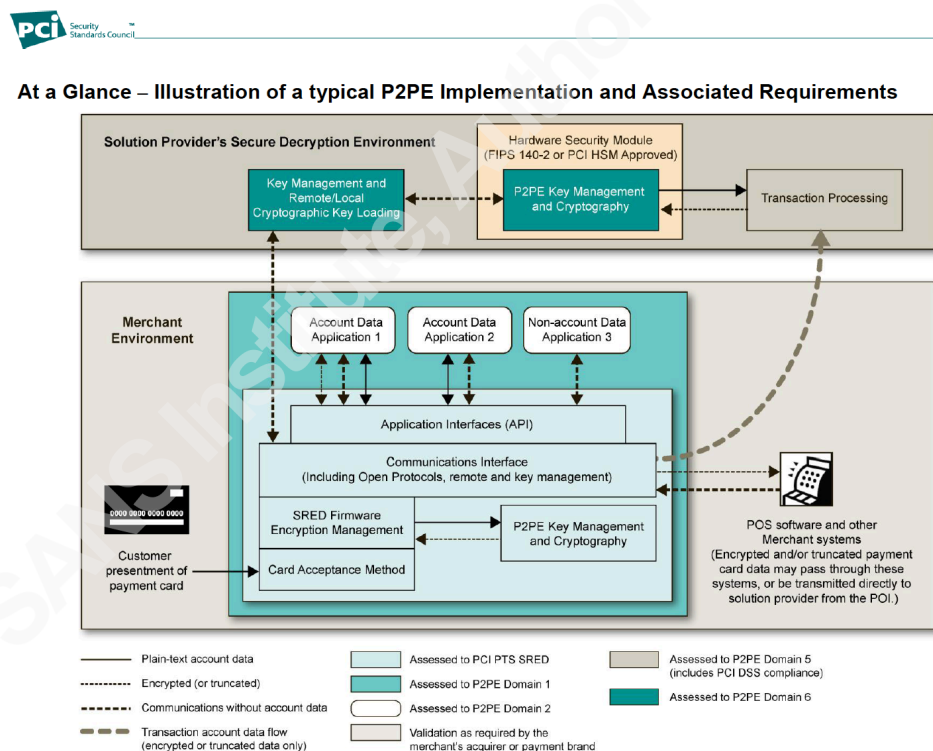 PCi Security
Standards Council
™
At a Glance – Illustration of a typical P2PE Implementation and Associated Requirements
Solution Provider's Secure Decryption Environment
Hardware Security Module
(FIPS 140-2 or PCI HSM Approved)
Key Management and
Remote/Local
Cryptographic Key Loading
P2PE Key Management
and Cryptography
Transaction Processing
Merchant
Environment
Account Data
Application 1
Account Data
Application 2
Non-account Data
Application 3
Application Interfaces (API)
Communications Interface
(Including Open Protocols, remote and key management)
SRED Firmware
Encryption Management
P2PE Key Management
and Cryptography
Card Acceptance Method
0000 0000 0000 0000
Customer
presentment of
payment card
POS software and other
Merchant systems
(Encrypted and/or truncated payment
card data may pass through these
systems, or be transmitted directly to
solution provider from the POI.)
Plain-text account data
Encrypted (or truncated)
Communications without account data
Transaction account data flow
(encrypted or truncated data only)
Assessed to PCI PTS SRED
Assessed to P2PE Domain 1
Assessed to P2PE Domain 2
Validation as required by the
merchant's acquirer or payment brand
Assessed to P2PE Domain 5
(includes PCI DSS compliance)
Assessed to P2PE Domain 6
SANS Institute, Author